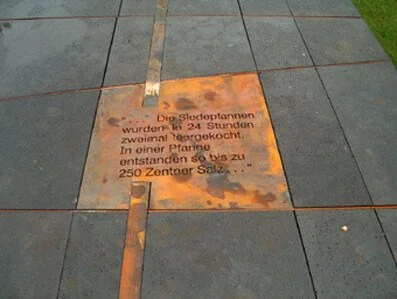 "... Die Siedepfannen
wurden in 24 Stunden
zweimal leergekocht.
In einer Pfanne
entstanden so bis zu
250 Zentner Salz..."